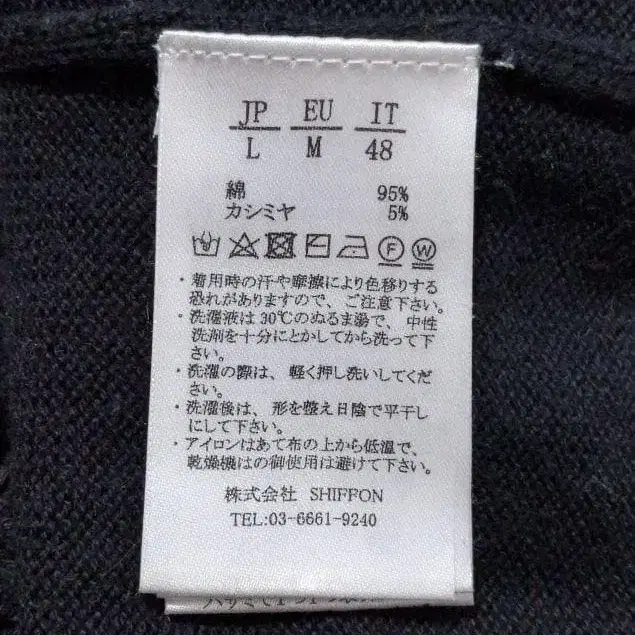 JP EU IT
L M 48
綿 95%
カシミヤ 5%
F W
・着用時の汗や摩擦により色移りする
恐れがありますので、ご注意下さい。
・洗濯液は30℃のぬるま湯で、中性
洗剤を十分にとかしてから洗って下
さい。
・洗濯の際は、軽く押し洗いしてくだ
さい。
・洗濯後は、形を整え日陰で平干し
にして下さい。
・アイロンはあて布の上から低温で、
乾燥機はの御使用は避けて下さい。
株式会社 SHIFFON
TEL:03-6661-9240